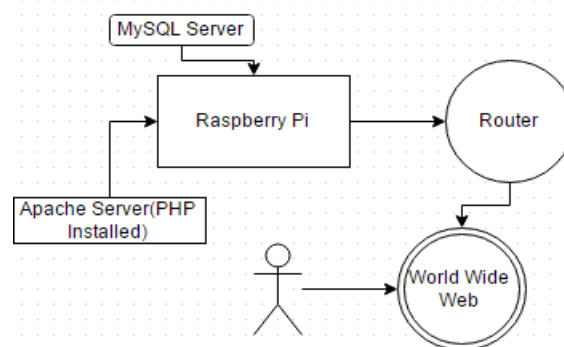 MySQL Server
Raspberry Pi
Router
Apache Server(PHP
Installed)
World Wide
Web